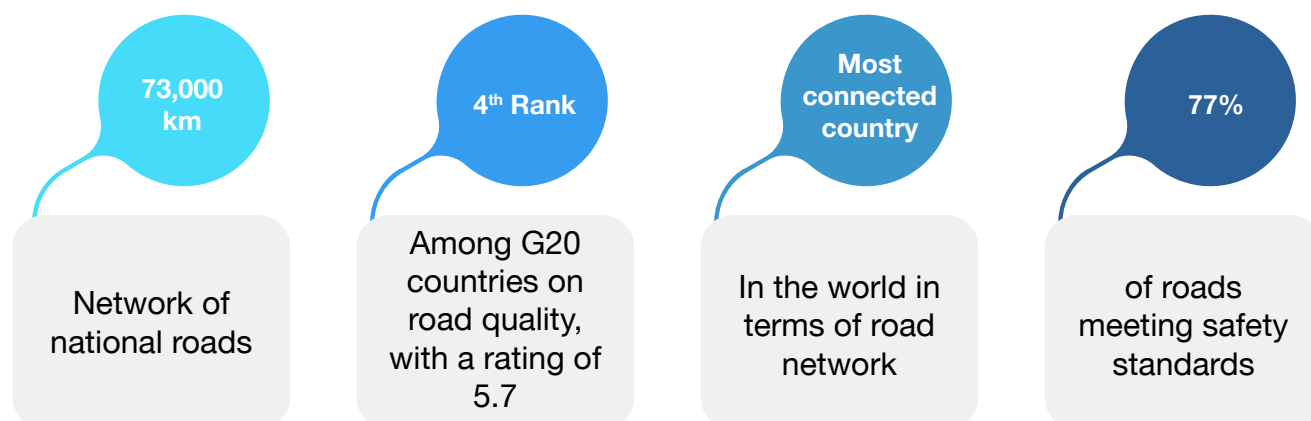 73,000
km
Network of
national roads
4th Rank
Among G20
countries on
road quality,
with a rating of
5.7
Most
connected
country
In the world in
terms of road
network
77%
of roads
meeting safety
standards